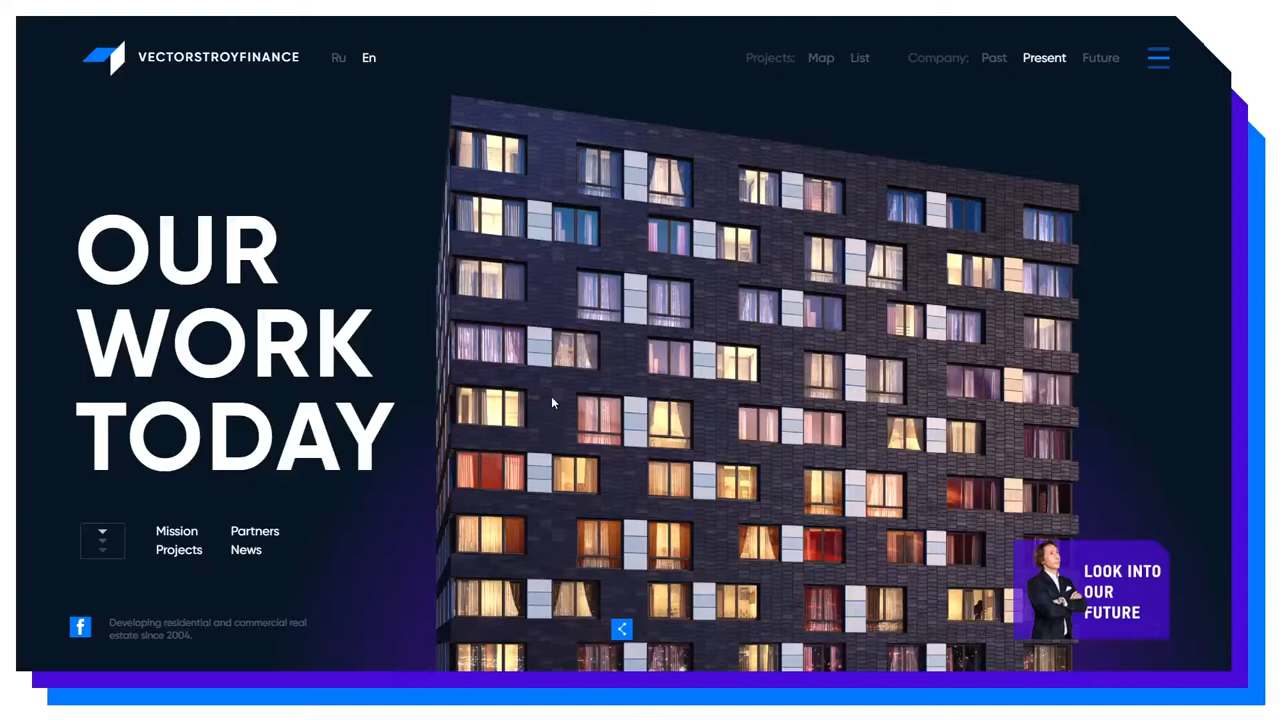 VECTORSTROYFINANCE
Ru En
Projects: Map List
Company: Past Present Future
OUR
WORK
TODAY
Mission Partners
Projects News
Developing residential and commercial real
estate since 2004.
LOOK INTO
OUR
FUTURE